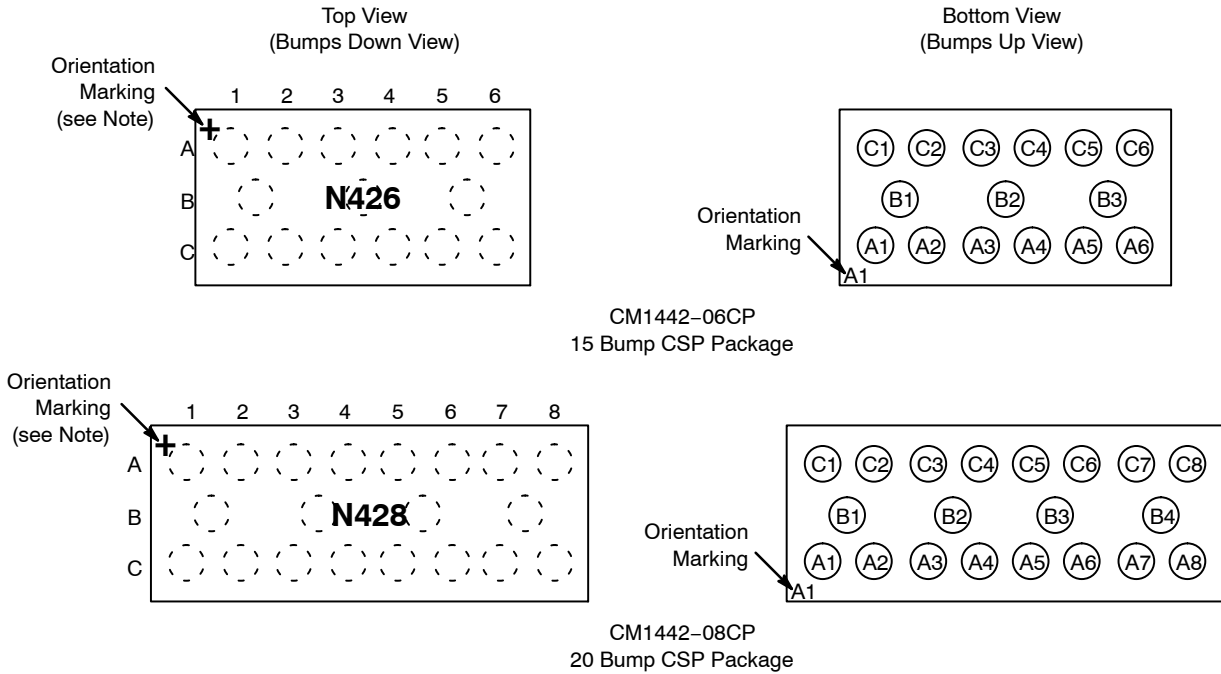 Top View
(Bumps Down View)
Bottom View
(Bumps Up View)
Orientation
Marking
(see Note)
1 2 3 4 5 6
+
A
B
C
N426
C1 C2 C3 C4 C5 C6
B1 B2 B3
A1 A2 A3 A4 A5 A6
Orientation
Marking
A1
CM1442−06CP
15 Bump CSP Package
Orientation
Marking
(see Note)
1 2 3 4 5 6 7 8
+
A
B
C
N428
C1 C2 C3 C4 C5 C6 C7 C8
B1 B2 B3 B4
A1 A2 A3 A4 A5 A6 A7 A8
Orientation
Marking
A1
CM1442−08CP
20 Bump CSP Package